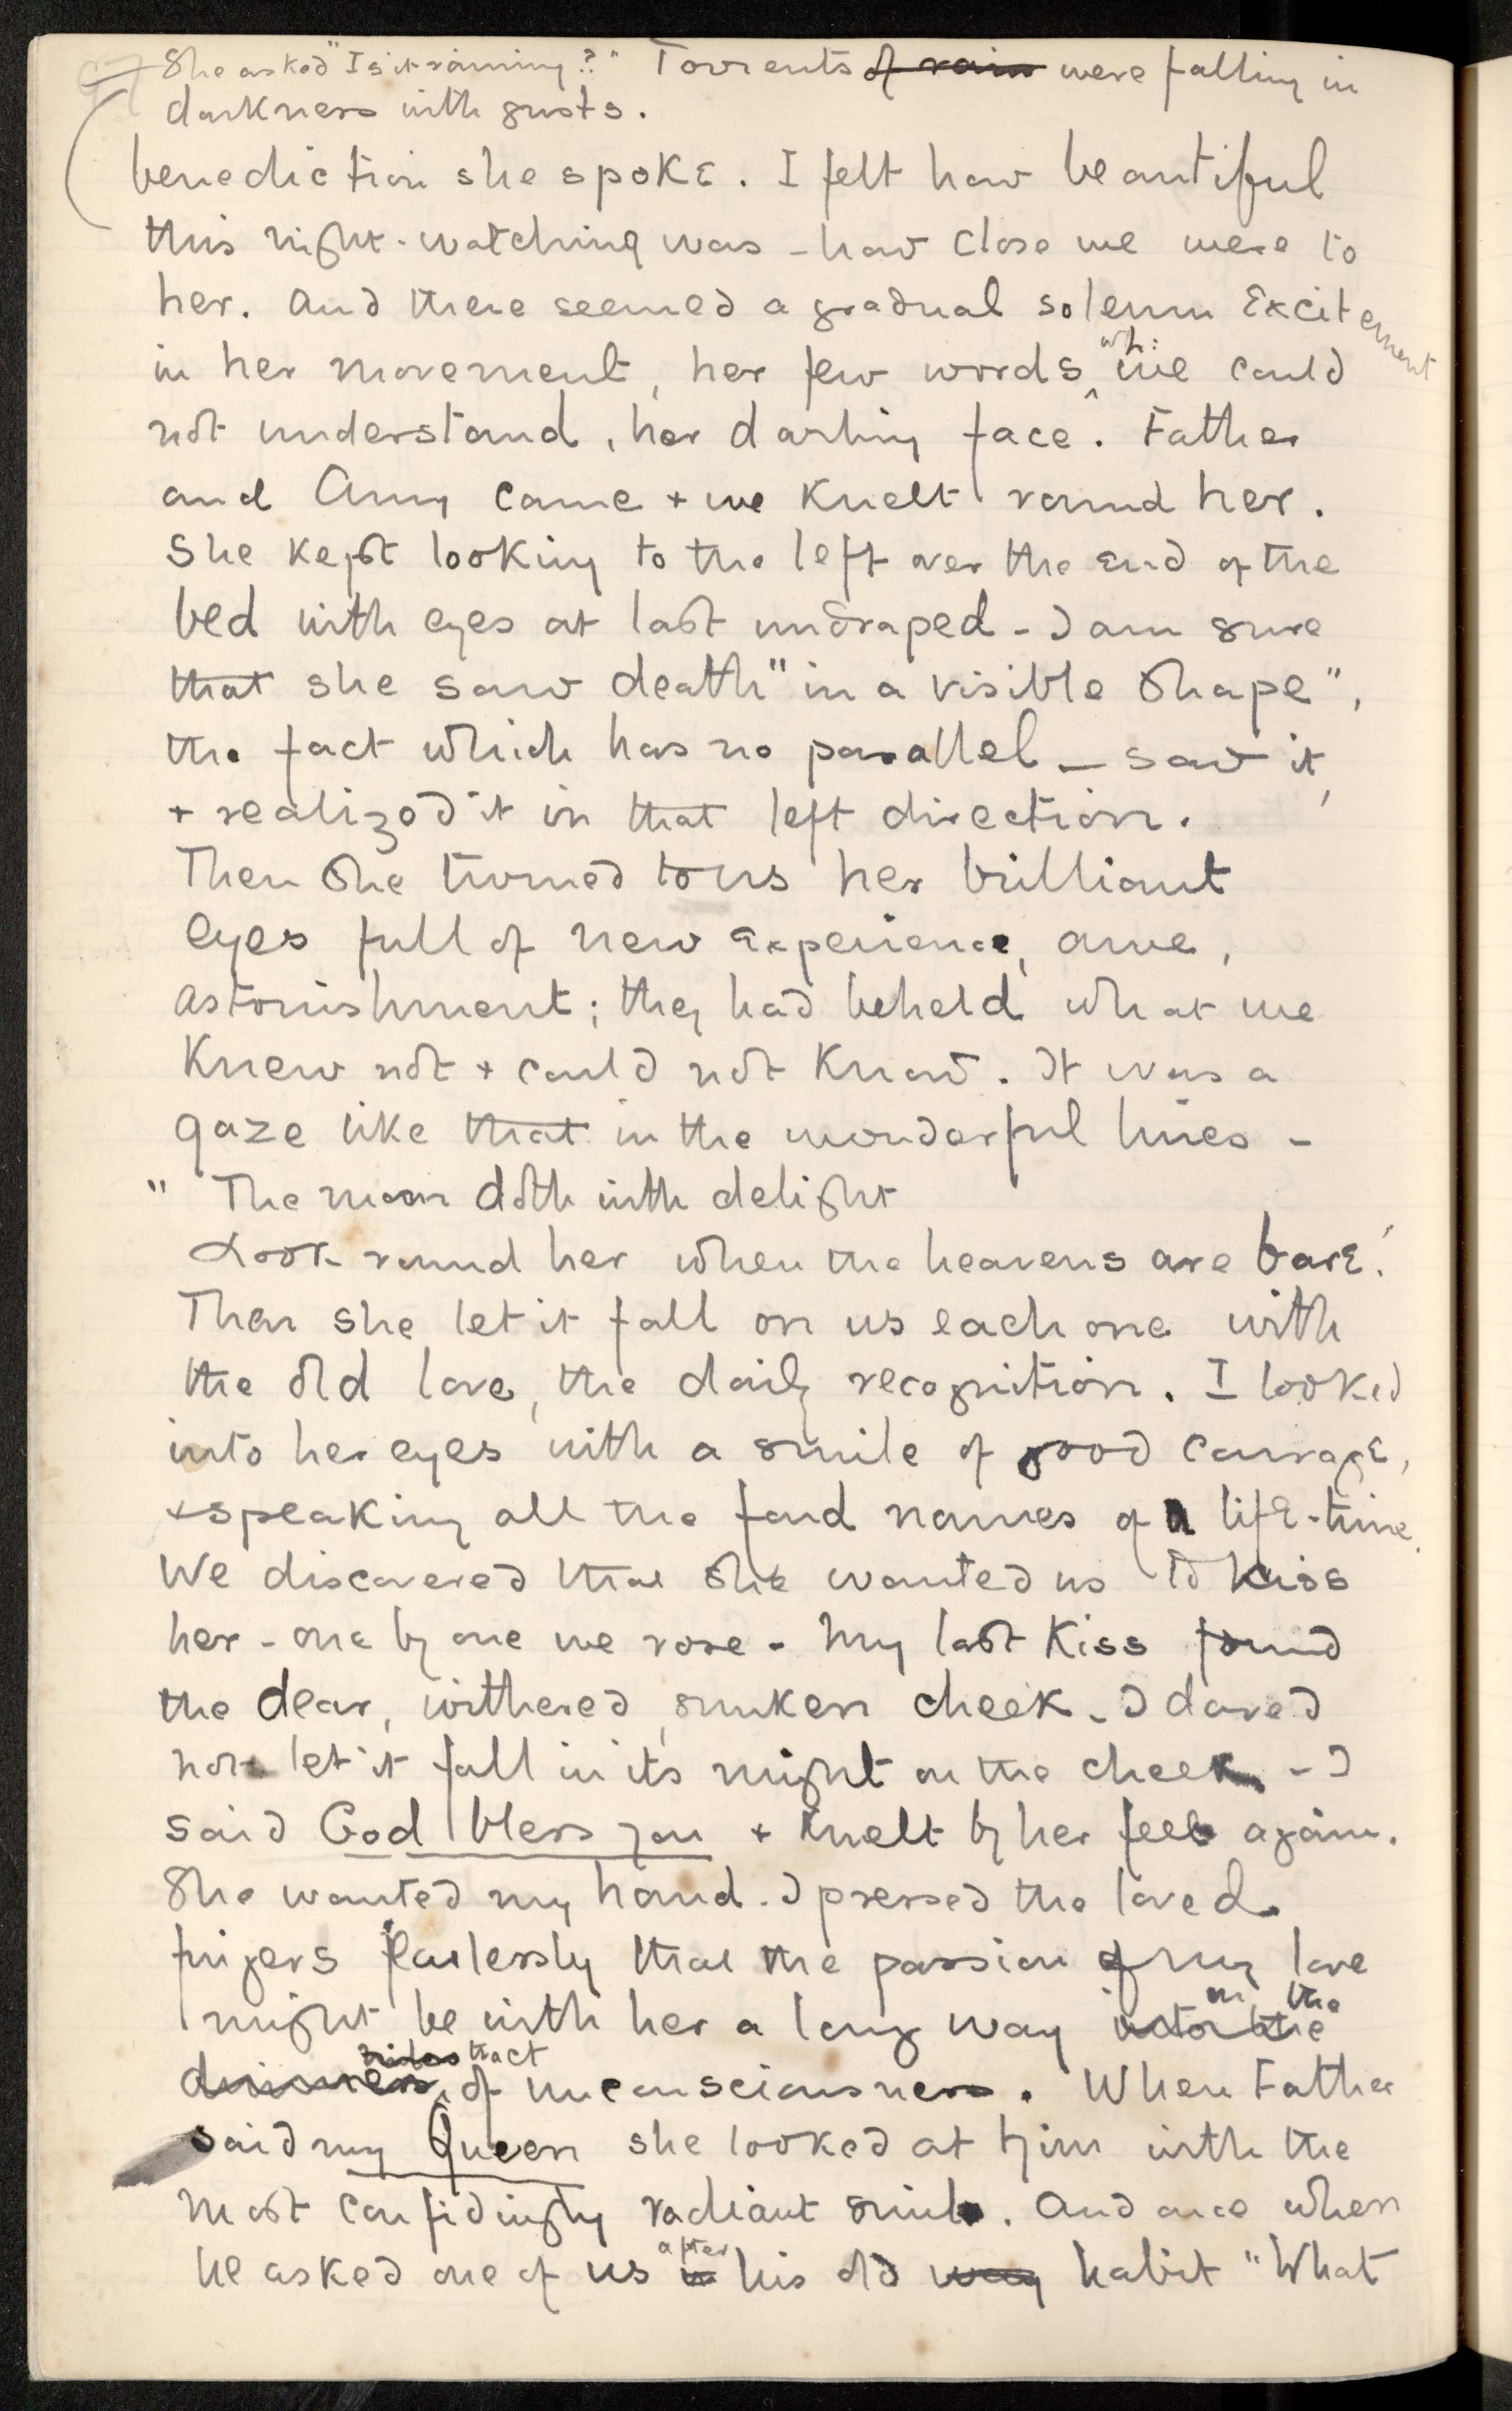 97
She asked "Is it raining?" Torrents of rain were falling in
darkness with gusts.
benediction she spoke. I felt how beautiful
this night-watching was - how close we were to
her. And there seemed a gradual solemn excitement
in her movement, her few words wh: we could
not understand, her darling face. Father
and Amy came + we knelt round her.
She kept looking to the left over the end of the
bed with eyes at last undraped - I am sure
that she saw death "in a visible shape",
the fact which has no parallel - saw it,
+ realized it in that left direction.
Then she turned to us her brilliant
eyes full of new experience, awe,
astonishment; they had beheld what we
knew not + could not know. It was a
gaze like that in the wonderful lines -
"The moon doth with delight
Look round her when the heavens are bare."
Then she let it fall on us each one with
the old love, the daily recognition. I looked
into her eyes with a smile of good courage,
+ speaking all the fond names of a life-time.
We discovered that she wanted us to kiss
her - one by one we rose - my last kiss found
the dear, withered, sunken cheek - I dared
not let it fall in its might on the cheek - I
said God bless you + knelt by her feet again.
She wanted my hand. I pressed the loved
fingers fearlessly that the passion of my love
might be with her a long way into the on the
tract of unconsciousness. When Father
said my Queen she looked at him with the
most confidingly radiant smile. And once when
he asked one of us in after his old way habit "What